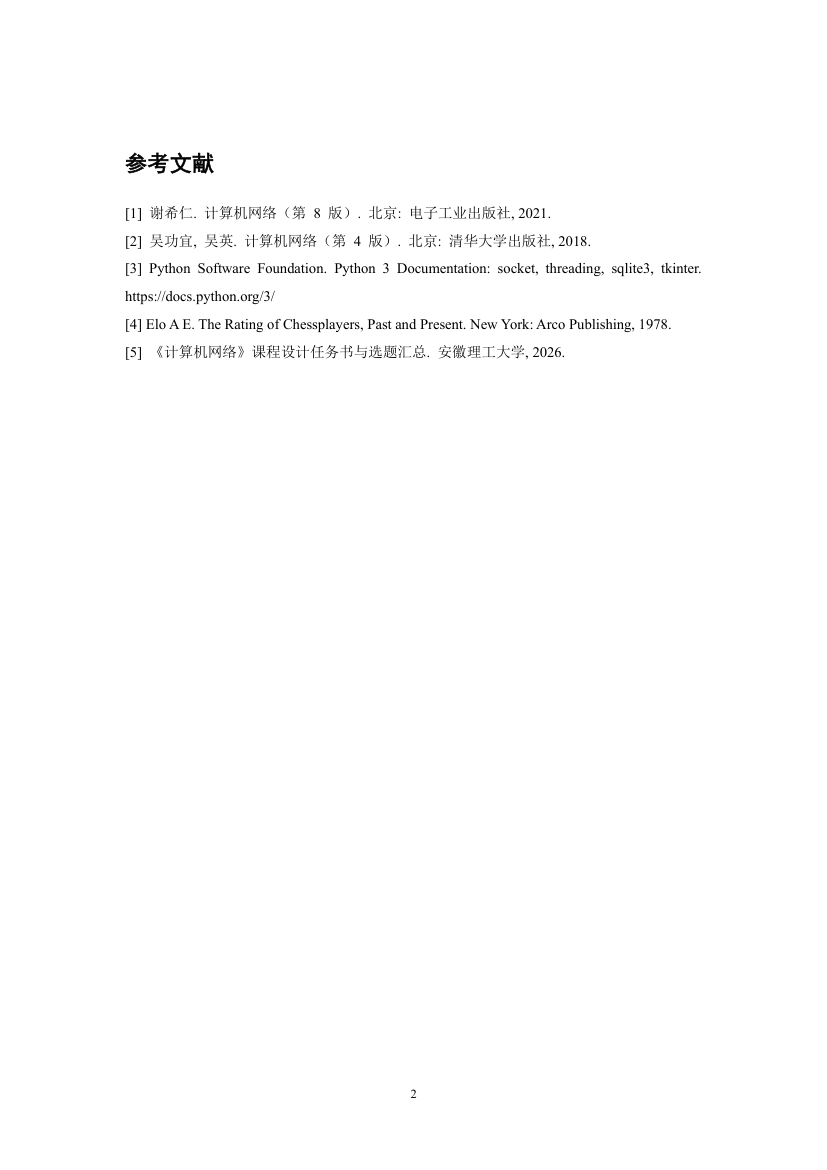 参考文献
[1] 谢希仁. 计算机网络（第 8 版）. 北京: 电子工业出版社, 2021.
[2] 吴功宜, 吴英. 计算机网络（第 4 版）. 北京: 清华大学出版社, 2018.
[3] Python Software Foundation. Python 3 Documentation: socket, threading, sqlite3, tkinter.
https://docs.python.org/3/
[4] Elo A E. The Rating of Chessplayers, Past and Present. New York: Arco Publishing, 1978.
[5] 《计算机网络》课程设计任务书与选题汇总. 安徽理工大学, 2026.
2